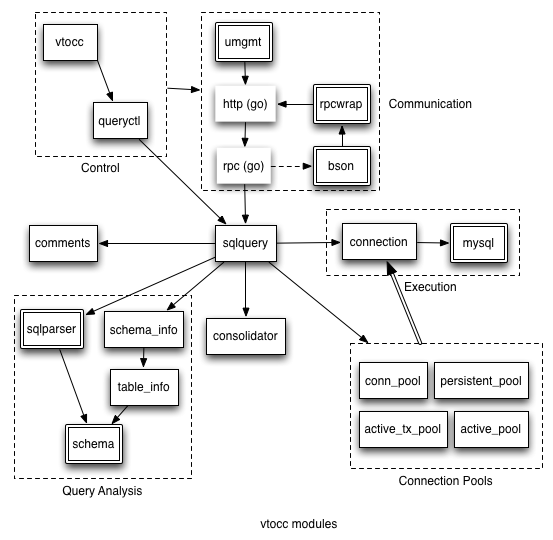 vtocc
umgmt
http (go)
rpcwrap
Communication
queryctl
Control
rpc (go)
bson
comments
sqlquery
connection
mysql
Execution
sqlparser
schema_info
consolidator
table_info
conn_pool
persistent_pool
schema
active_tx_pool
active_pool
Query Analysis
Connection Pools
vtocc modules